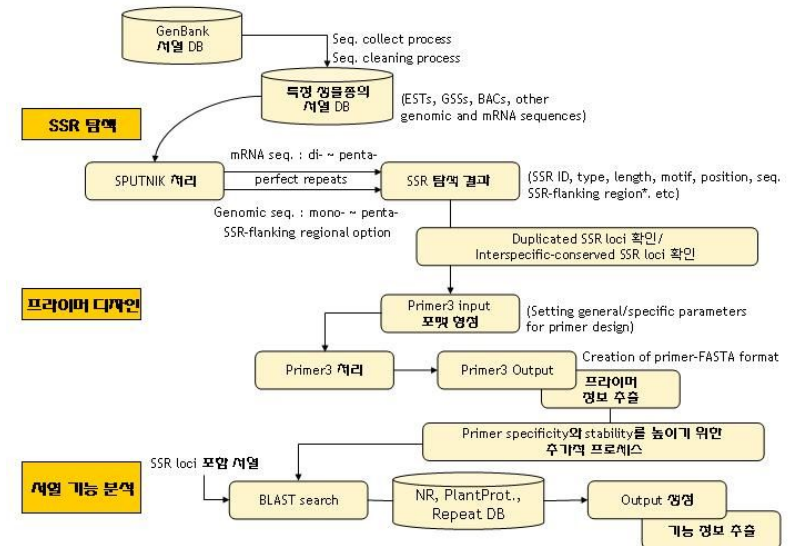 GenBank
서열 DB
Seq. collect process
Seq. cleaning process
특정 생물종의
서열 DB
(ESTs, GSSs, BACs, other
genomic and mRNA sequences)
SSR 탐색
mRNA seq. : di- ~ penta-
SPUTNIK 처리
perfect repeats
SSR 탐색 결과
(SSR ID, type, length, motif, position, seq.
SSR-flanking region*. etc)
Genomic seq. : mono- ~ penta-
SSR-flanking regional option
Duplicated SSR loci 확인/
Interspecific-conserved SSR loci 확인
프라이머 디자인
Primer3 input
포맷 형성
(Setting general/specific parameters
for primer design)
Primer3 처리
Primer3 Output
Creation of primer-FASTA format
프라이머
정보 추출
Primer specificity와 stability를 높이기 위한
추가적 프로세스
서열 기능 분석
SSR loci 포함 서열
BLAST search
NR, PlantProt.,
Repeat DB
Output 생성
기능 정보 추출